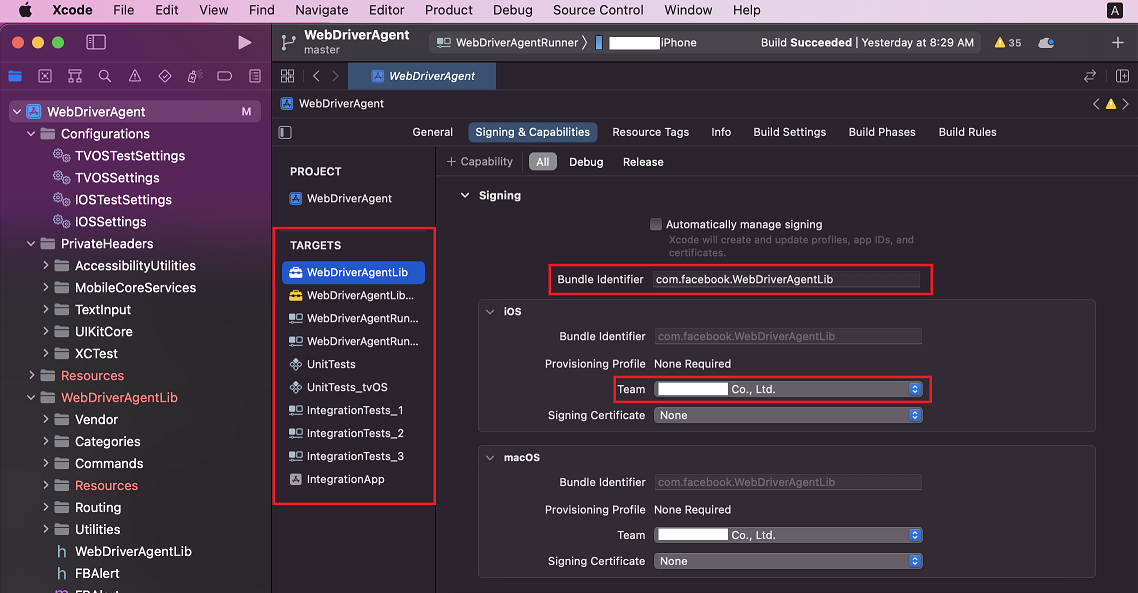 Xcode File Edit View Find Navigate Editor Product Debug Source Control Window Help A
WebDriverAgent
master
WebDriverAgentRunner iPhone
Build Succeeded | Yesterday at 8:29 AM
35
WebDriverAgent
WebDriverAgent
General Signing & Capabilities Resource Tags Info Build Settings Build Phases Build Rules
WebDriverAgent M
Configurations
TVOSTestSettings
TVOSSettings
IOSTestSettings
IOSSettings
PrivateHeaders
AccessibilityUtilities
MobileCoreServices
TextInput
UIKitCore
XCTest
Resources
WebDriverAgentLib
Vendor
Categories
Commands
Resources
Routing
Utilities
h WebDriverAgentLib
h FBAlert
m FBAlert
PROJECT
WebDriverAgent
TARGETS
WebDriverAgentLib
WebDriverAgentLib...
WebDriverAgentRun...
WebDriverAgentRun...
UnitTests
UnitTests_tvOS
IntegrationTests_1
IntegrationTests_2
IntegrationTests_3
IntegrationApp
+ Capability All Debug Release
Signing
Automatically manage signing
Xcode will create and update profiles, app IDs, and
certificates.
Bundle Identifier com.facebook.WebDriverAgentLib
iOS
Bundle Identifier com.facebook.WebDriverAgentLib
Provisioning Profile None Required
Team Co., Ltd.
Signing Certificate None
macOS
Bundle Identifier com.facebook.WebDriverAgentLib
Provisioning Profile None Required
Team Co., Ltd.
Signing Certificate None